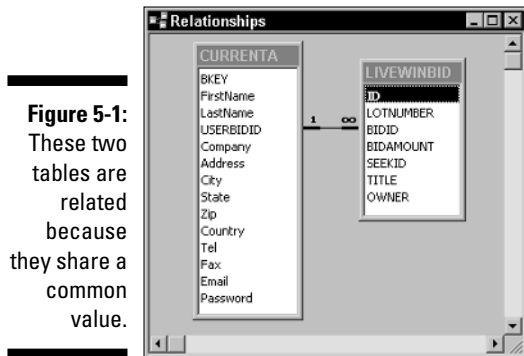 Figure 5-1:
These two
tables are
related
because
they share a
common
value.
Relationships
CURRENTA
BKEY
FirstName
LastName
USERBIDID
Company
Address
City
State
Zip
Country
Tel
Fax
Email
Password
1 ∞
LIVEWINBID
ID
LOTNUMBER
BIDID
BIDAMOUNT
SEEKID
TITLE
OWNER